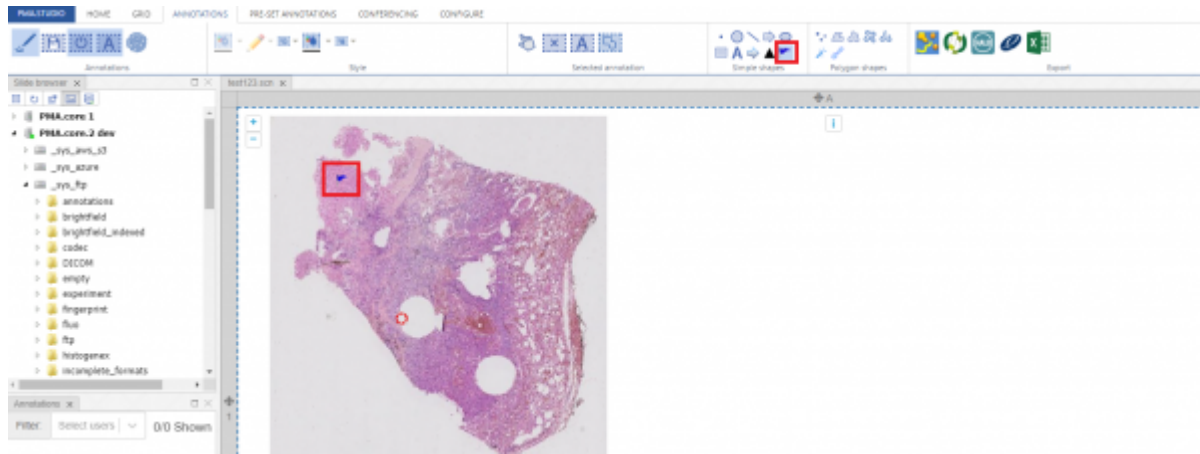 PMA.STUDIO HOME GRID ANNOTATIONS PRE-SET ANNOTATIONS CONFERENCING CONFIGURE
Annotations Style Selected annotation Simple shapes Polygon shapes Export
Slide browser x test123.scn x
A
PMA.core 1
PMA.core.2 dev
_sys_aws_s3
_sys_azure
_sys_ftp
annotations
brightfield
brightfield_indexed
codec
DICOM
empty
experiment
fingerprint
fluo
ftp
histogenex
incomplete_formats
Annotations x
1
Filter: Select users 0/0 Shown